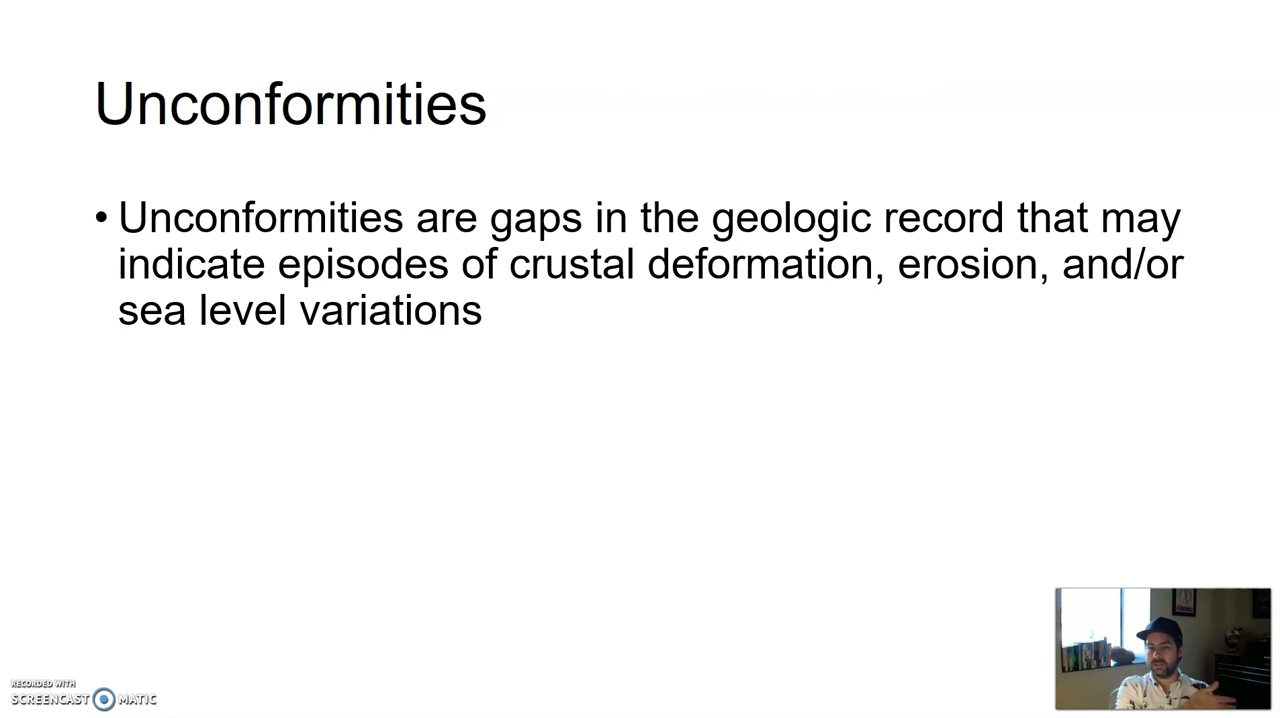 Unconformities
• Unconformities are gaps in the geologic record that may
indicate episodes of crustal deformation, erosion, and/or
sea level variations
RECORDED WITH
SCREENCAST MATIC